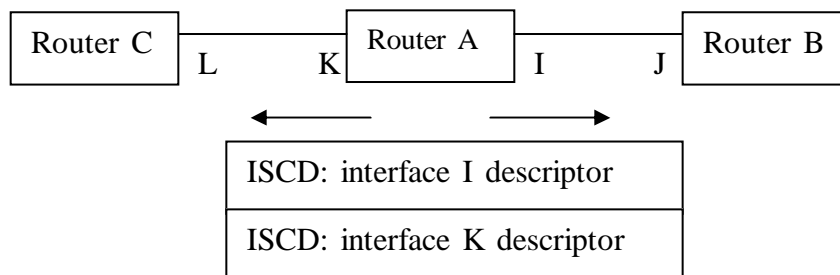 Router C
Router A
Router B
L
K
I
J
ISCD: interface I descriptor
ISCD: interface K descriptor